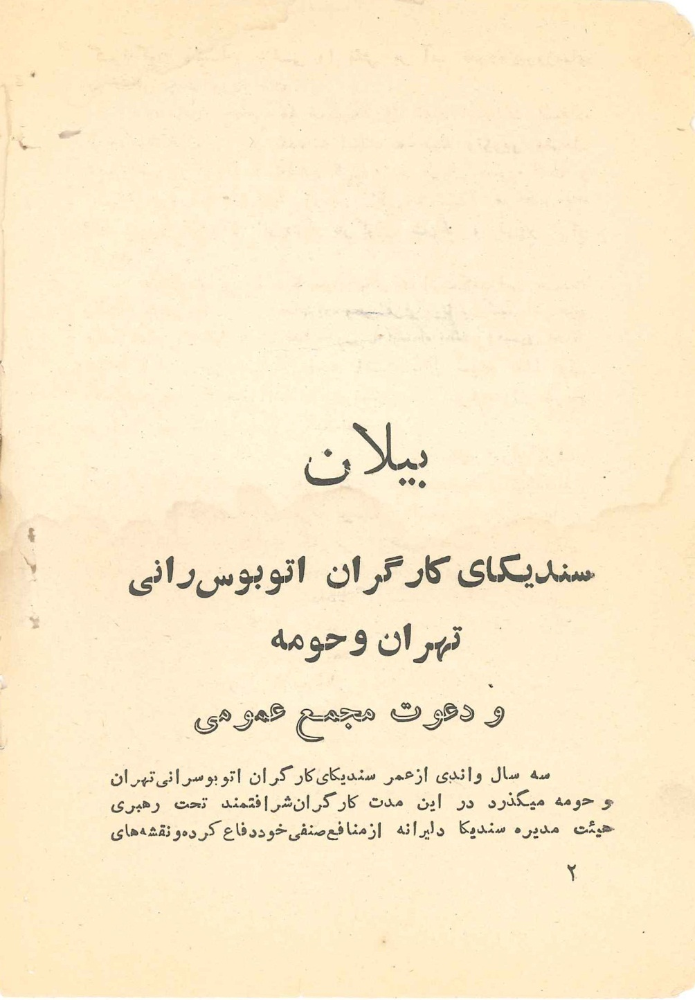 بیلان
سندیکای کارگران اتوبوس‌رانی
تهران و حومه
و دعوت مجمع عمومی
سه سال واندی ازعمر سندیکای‌کارگران اتوبوسرانی‌تهران
و حومه میگذرد در این مدت کارگران‌شرافتمند تحت رهبری
هیئت مدیره سندیکا دلیرانه ازمنافع‌صنفی‌خوددفاع کرده‌ونقشه‌های
۲